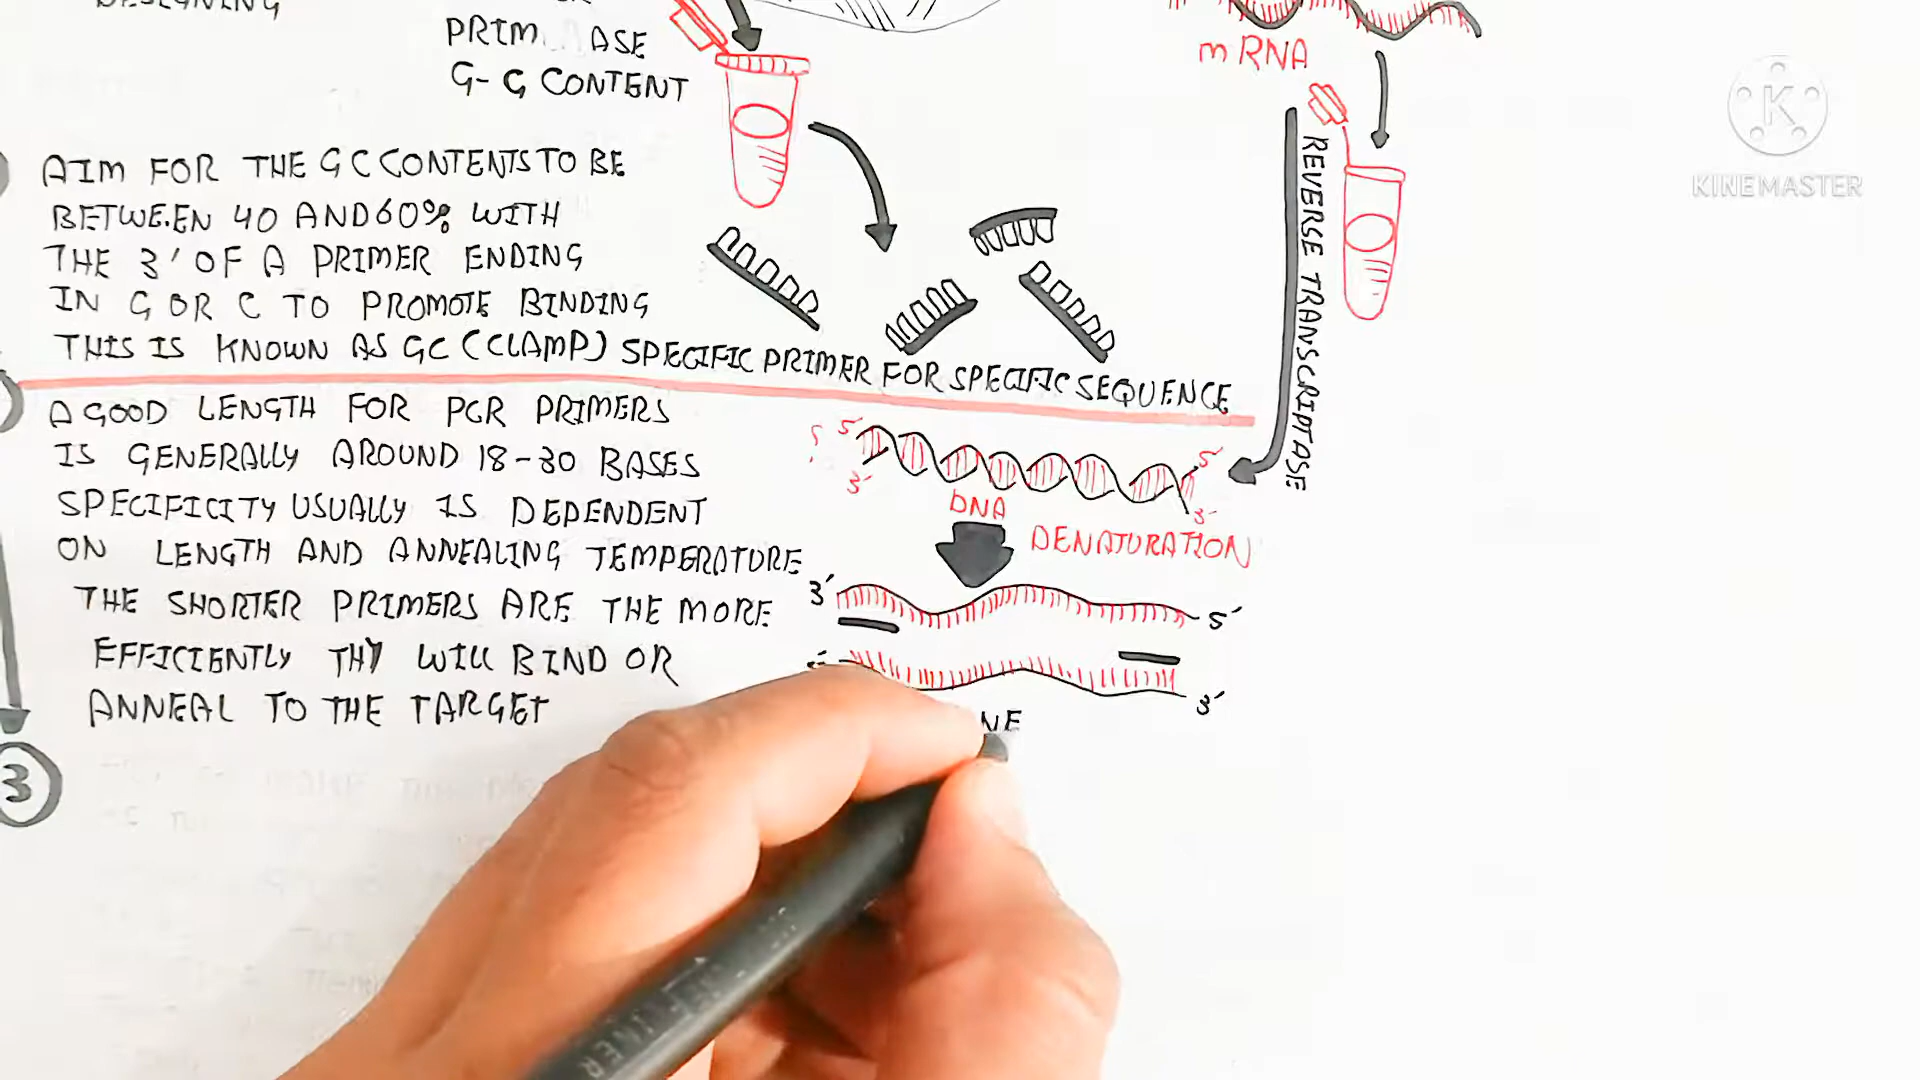 DESIGNING
PRIM ASE
G-G CONTENT
mRNA
KINEMASTER
REVERSE TRANSCRIPTASE
AIM FOR THE GC CONTENTS TO BE
BETWEEN 40 AND 60% WITH
THE 3' OF A PRIMER ENDING
IN G OR C TO PROMOTE BINDING
THIS IS KNOWN AS GC (CLAMP)
SPECIFIC PRIMER FOR SPECIFIC SEQUENCE
A GOOD LENGTH FOR PCR PRIMERS
IS GENERALLY AROUND 18-30 BASES
SPECIFICITY USUALLY IS DEPENDENT
ON LENGTH AND ANNEALING TEMPERATURE
THE SHORTER PRIMERS ARE THE MORE
EFFICIENTLY THY WILL BIND OR
ANNEAL TO THE TARGET
5' 5'
3' 3'
DNA
DENATURATION
3' 5'
3'
NE
3